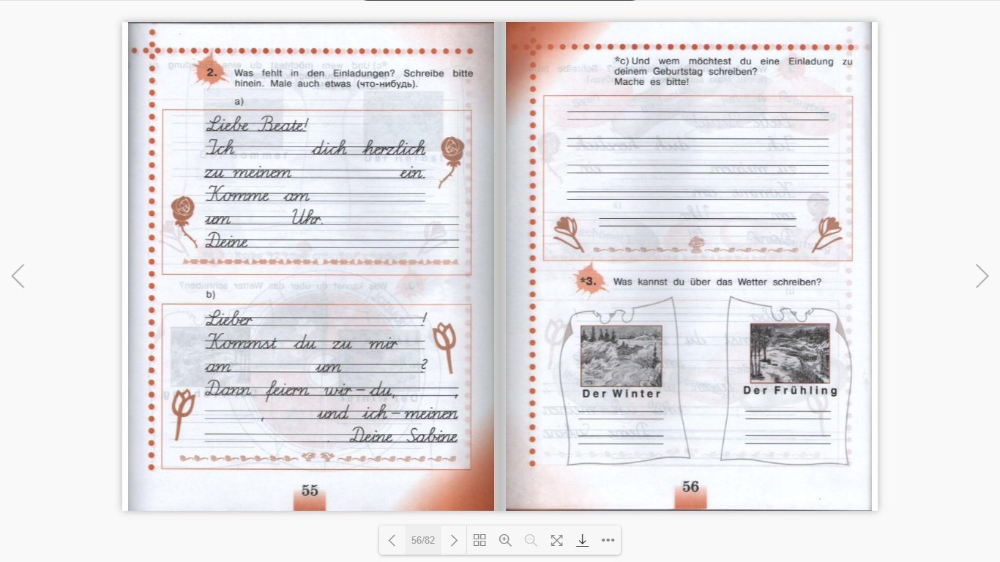 2.
Was fehlt in den Einladungen? Schreibe bitte
hinein. Male auch etwas (что-нибудь).
a)
Liebe Beate!
Ich dich herzlich
zu meinem ein.
Komme am
um Uhr.
Deine
b)
Lieber !
Kommst du zu mir
am um ?
Dann feiern wir – du, ,
, und ich – meinen
. Deine Sabine
55
*c) Und wem möchtest du eine Einladung zu
deinem Geburtstag schreiben?
Mache es bitte!
*3.
Was kannst du über das Wetter schreiben?
Der Winter
Der Frühling
56
56/82